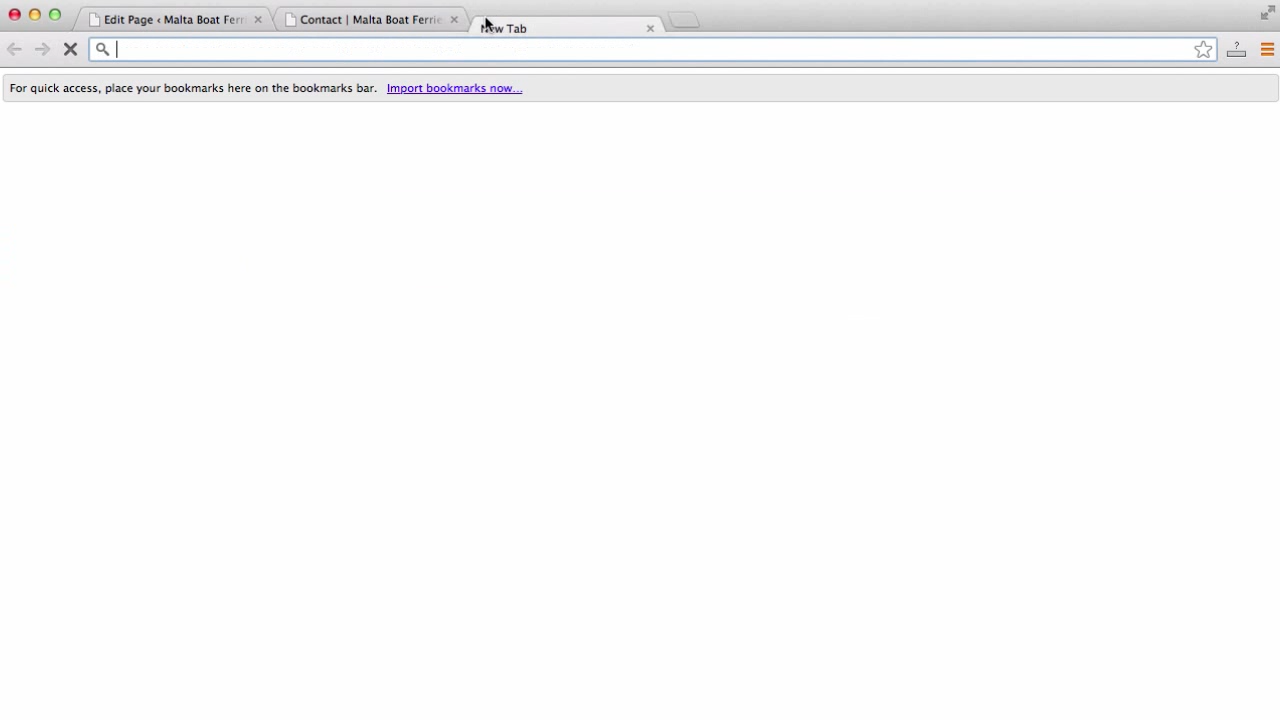 Edit Page ‹ Malta Boat Ferri
Contact | Malta Boat Ferrie
New Tab
?
For quick access, place your bookmarks here on the bookmarks bar. Import bookmarks now...